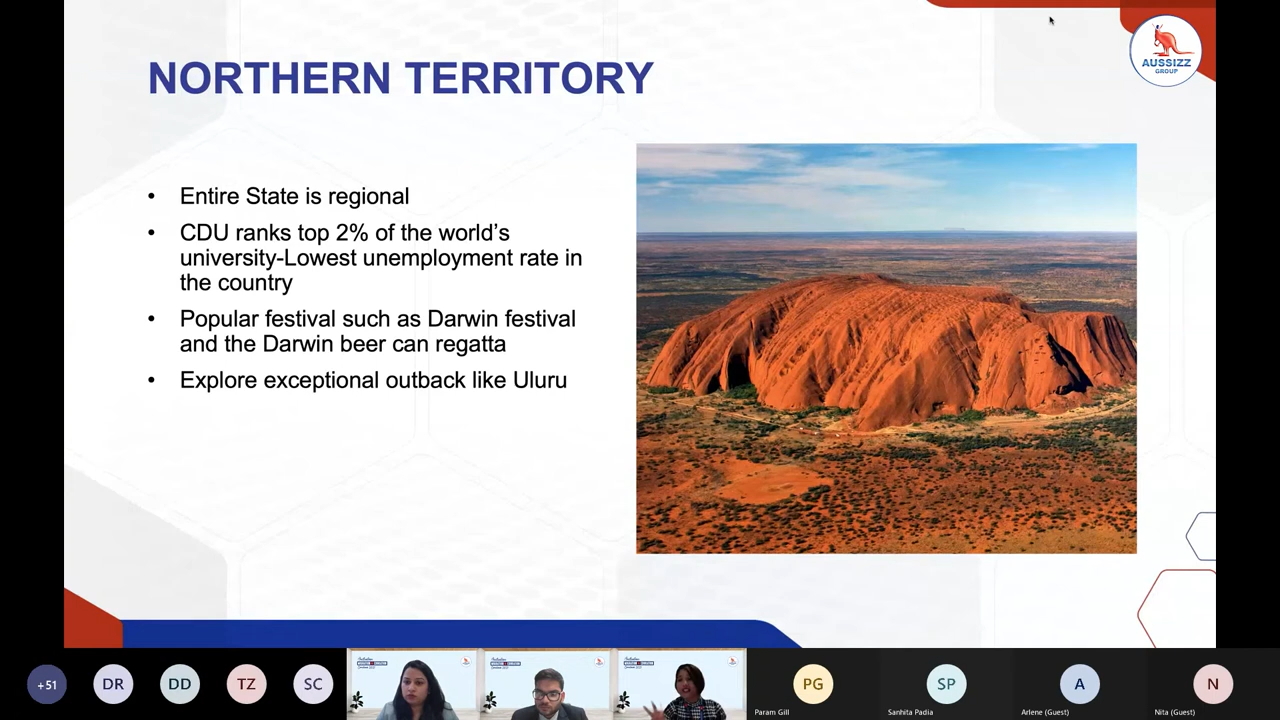 NORTHERN TERRITORY
AUSSIZZ
GROUP
• Entire State is regional
• CDU ranks top 2% of the world’s
university-Lowest unemployment rate in
the country
• Popular festival such as Darwin festival
and the Darwin beer can regatta
• Explore exceptional outback like Uluru
+51
DR
DD
TZ
SC
PG
SP
A
N
Param Gill
Sanhita Padia
Arlene (Guest)
Nita (Guest)